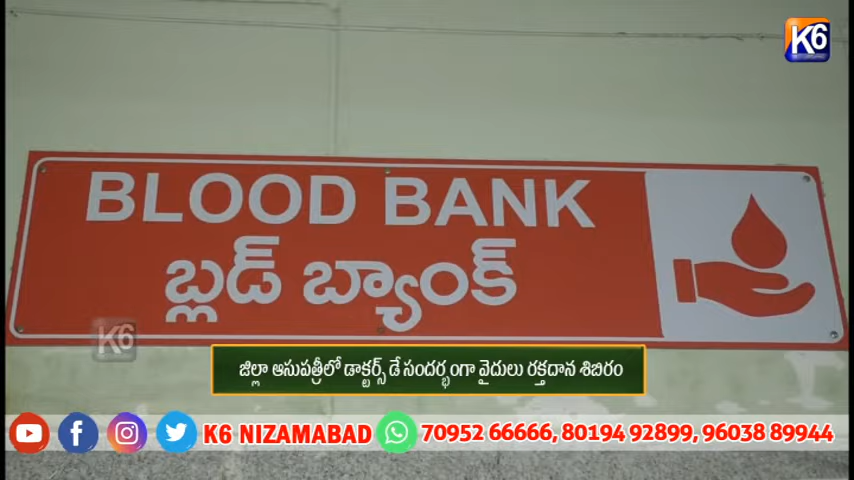 K6
BLOOD BANK
బ్లడ్ బ్యాంక్
K6
జిల్లా ఆసుపత్రిలో డాక్టర్స్ డే సందర్భంగా వైదులు రక్తదాన శిబిరం
K6 NIZAMABAD 70952 66666, 80194 92899, 96038 89944